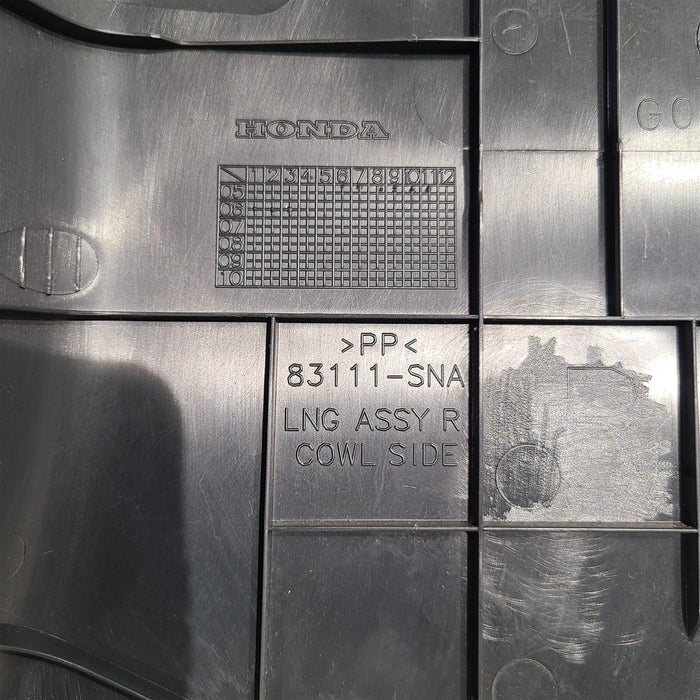 HONDA
GO
1 2 3 4 5 6 7 8 9 10 11 12
05
06
07
08
09
10
>PP<
83111-SNA
LNG ASSY R
COWL SIDE